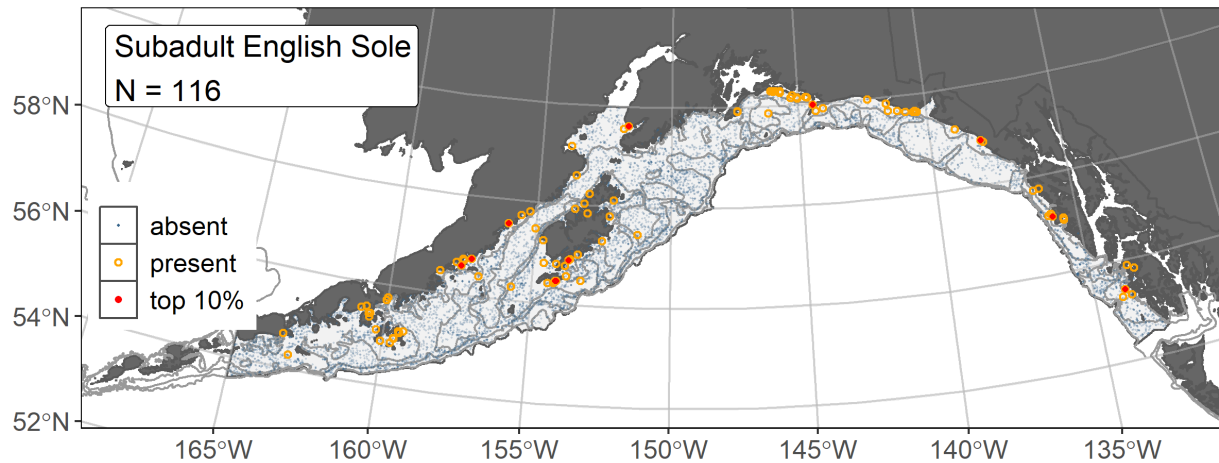 Subadult English Sole
N = 116
58°N
56°N
54°N
52°N
absent
present
top 10%
165°W
160°W
155°W
150°W
145°W
140°W
135°W